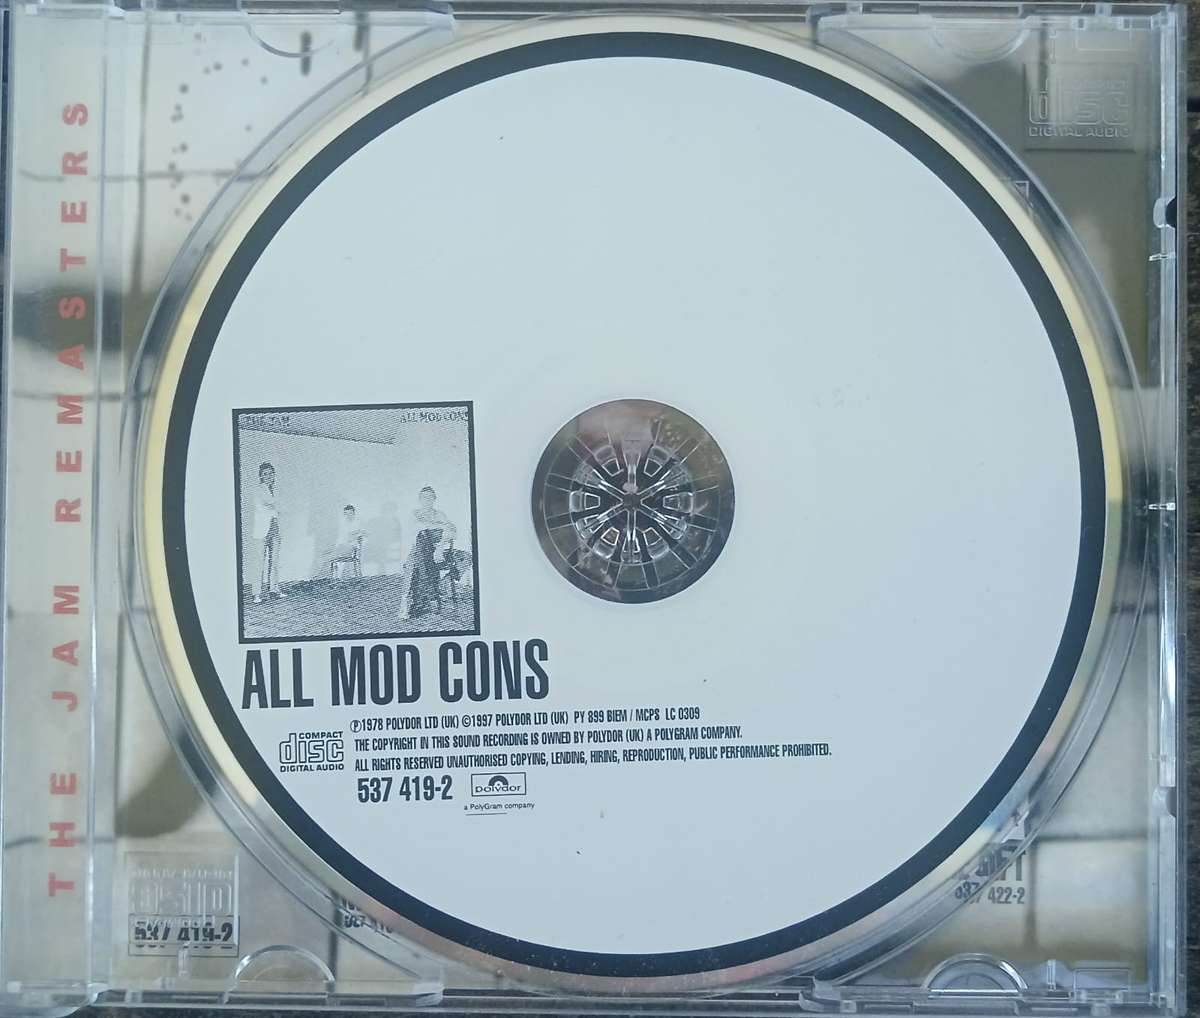 THE JAM REMASTERS
COMPACT
disc
DIGITAL AUDIO
THE JAM
ALL MOD CONS
ALL MOD CONS
Ⓟ1978 POLYDOR LTD (UK) ©1997 POLYDOR LTD (UK) PY 899 BIEM / MCPS LC 0309
THE COPYRIGHT IN THIS SOUND RECORDING IS OWNED BY POLYDOR (UK) A POLYGRAM COMPANY.
ALL RIGHTS RESERVED UNAUTHORISED COPYING, LENDING, HIRING, REPRODUCTION, PUBLIC PERFORMANCE PROHIBITED.
COMPACT
disc
DIGITAL AUDIO
537 419-2
polydor
a PolyGram company
GIFT
537 422-2
537 419-2